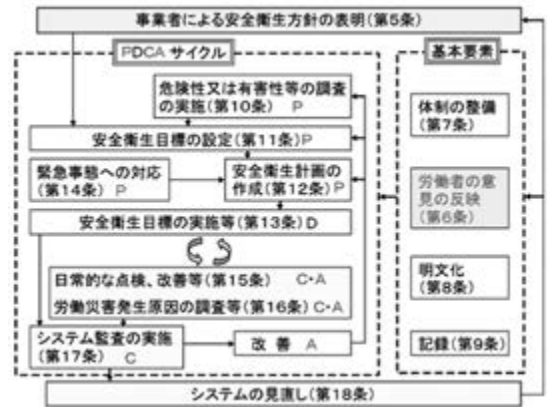 事業者による安全衛生方針の表明(第5条)
PDCAサイクル
基本要素
危険性又は有害性等の調査
の実施(第10条) P
体制の整備
(第7条)
安全衛生目標の設定(第11条)P
緊急事態への対応
(第14条) P
安全衛生計画の
作成(第12条)P
労働者の意
見の反映
(第6条)
安全衛生目標の実施等(第13条)D
日常的な点検、改善等(第15条) C・A
労働災害発生原因の調査等(第16条)C・A
明文化
(第8条)
システム監査の実施
(第17条) C
改 善 A
記録(第9条)
システムの見直し(第18条)